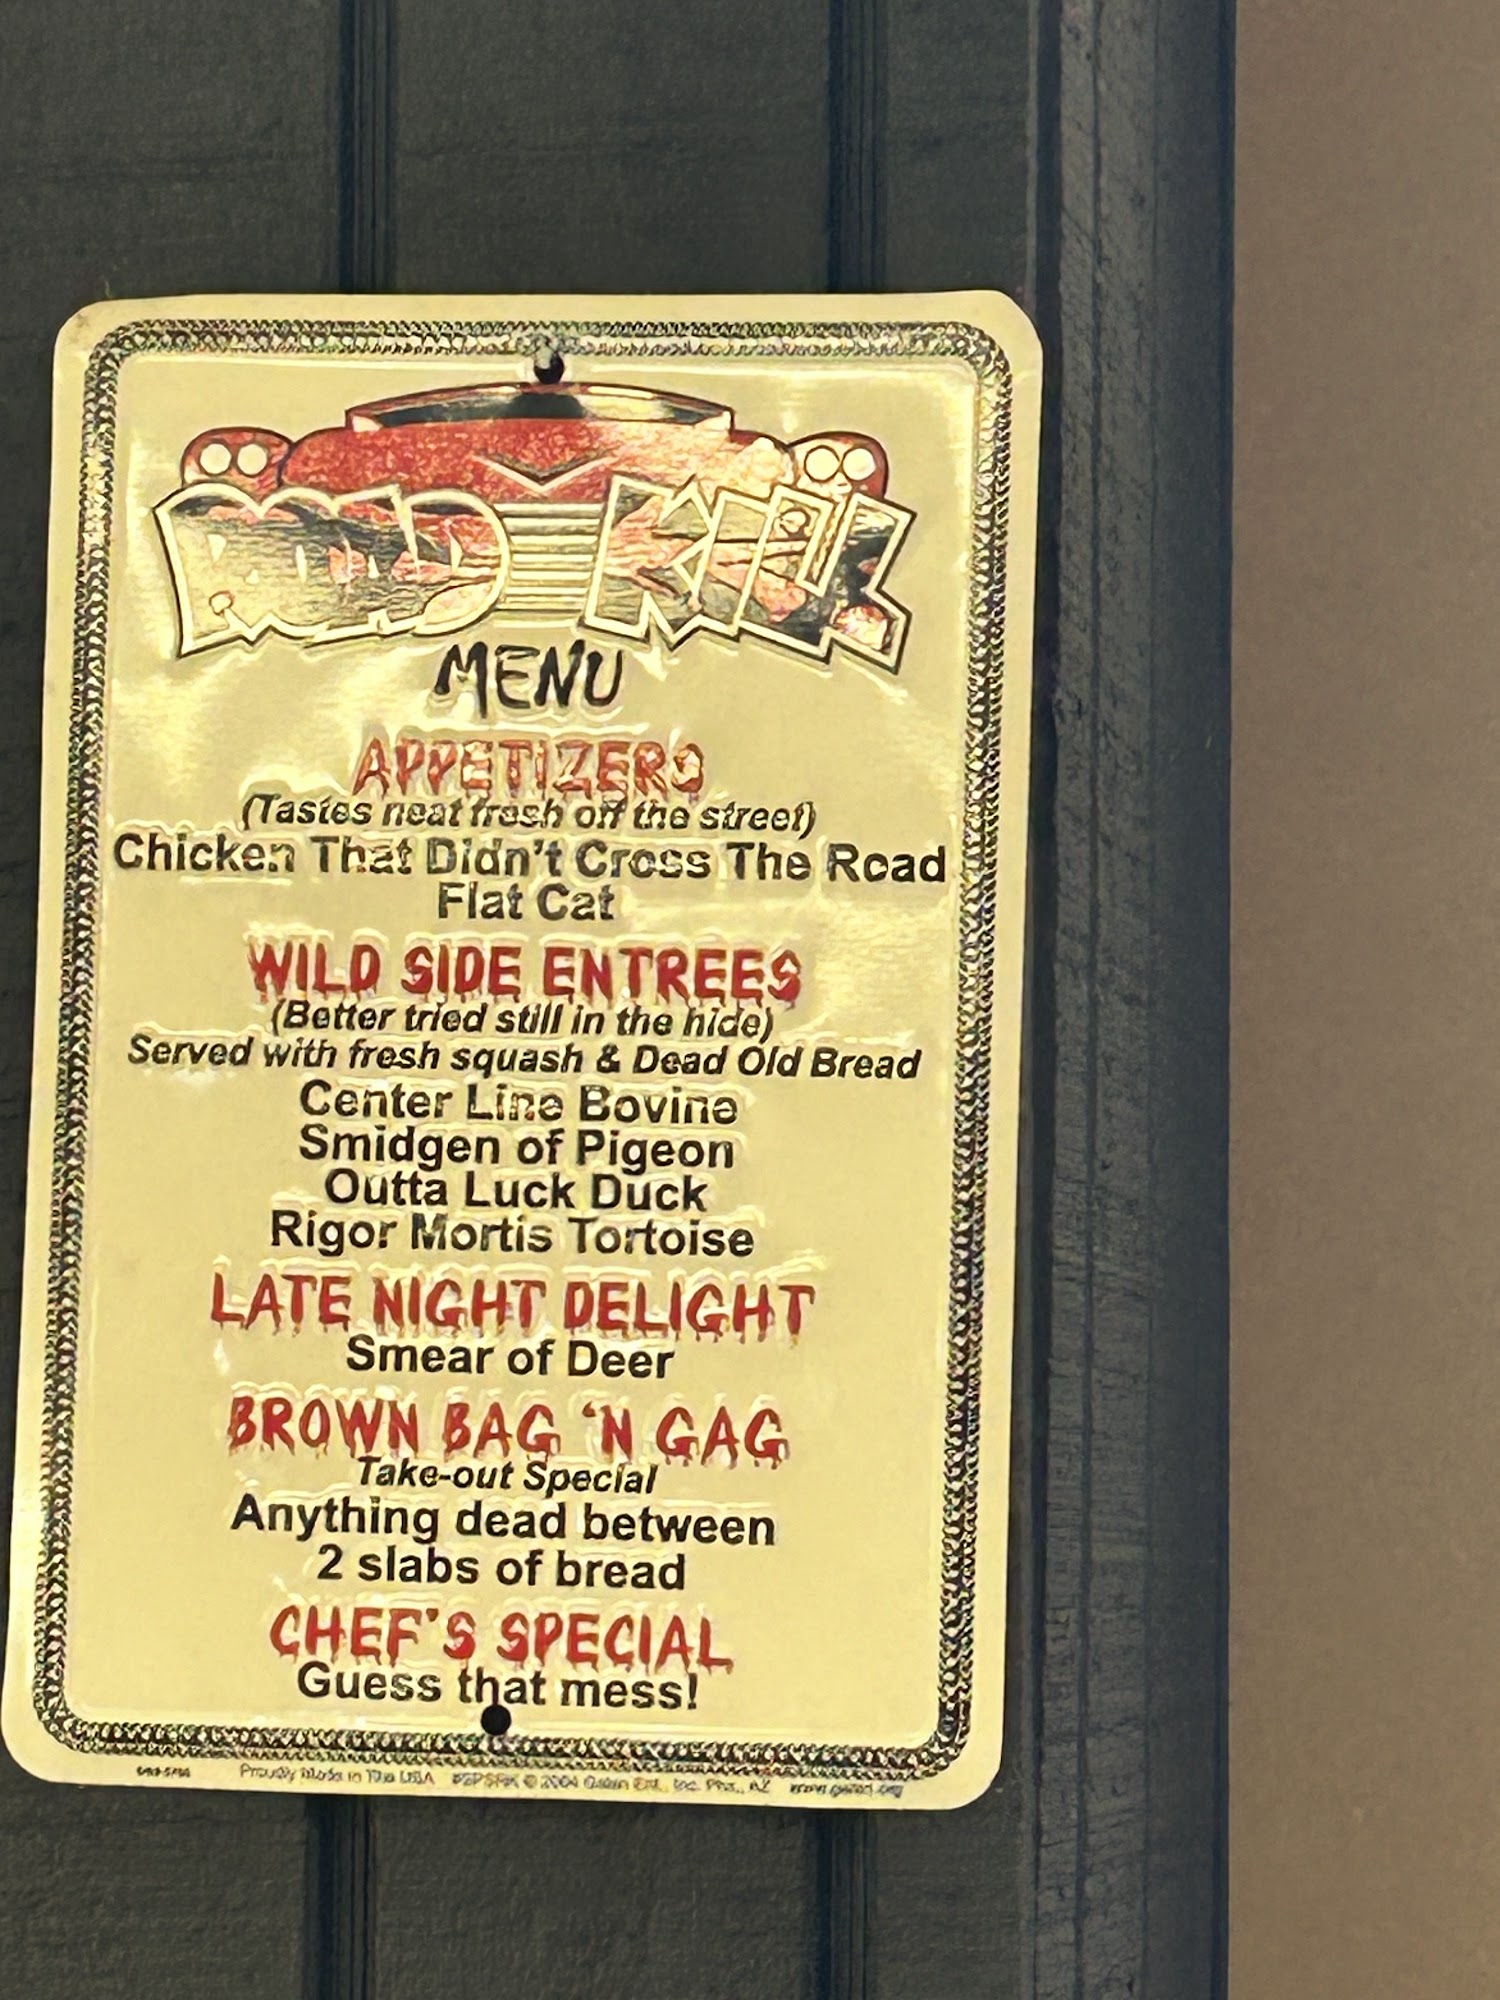 ROAD KILL
MENU
APPETIZERS
(Tastes neat fresh off the street)
Chicken That Didn't Cross The Road
Flat Cat
WILD SIDE ENTREES
(Better tried still in the hide)
Served with fresh squash & Dead Old Bread
Center Line Bovine
Smidgen of Pigeon
Outta Luck Duck
Rigor Mortis Tortoise
LATE NIGHT DELIGHT
Smear of Deer
BROWN BAG 'N GAG
Take-out Special
Anything dead between
2 slabs of bread
CHEF'S SPECIAL
Guess that mess!
Proudly Made In The USA © 2004 Inc.